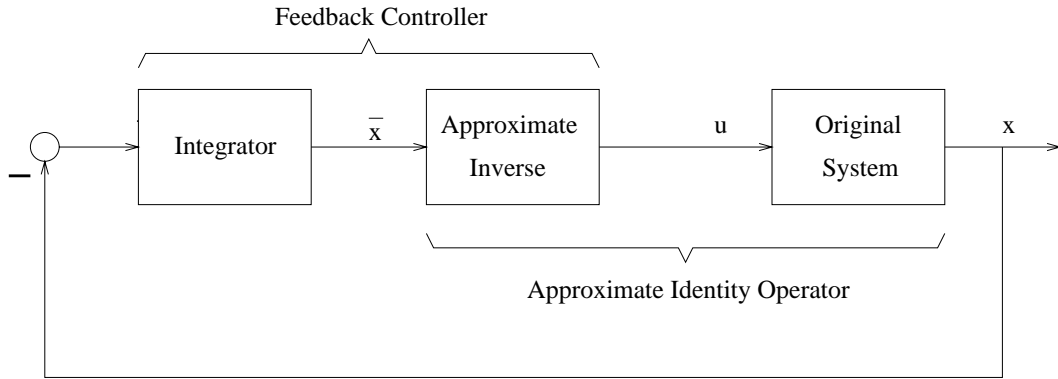 Feedback Controller
Integrator
x̄
Approximate
Inverse
u
Original
System
x
−
Approximate Identity Operator